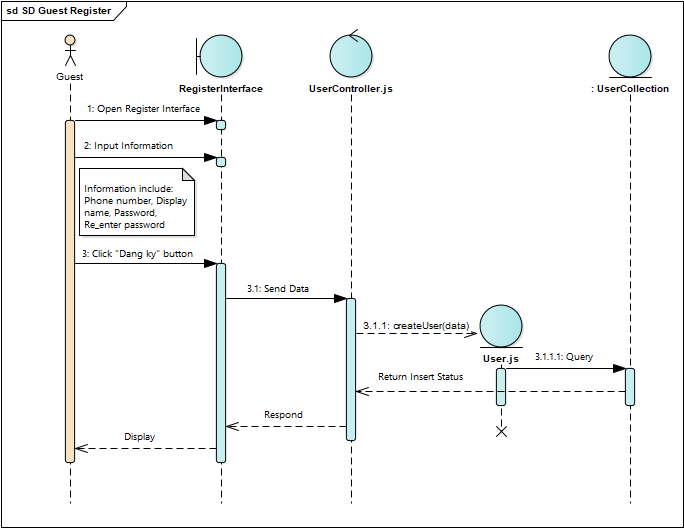 sd SD Guest Register
Guest
RegisterInterface
UserController.js
: UserCollection
1: Open Register Interface
2: Input Information
Information include:
Phone number, Display
name, Password,
Re_enter password
3: Click "Dang ky" button
3.1: Send Data
3.1.1: createUser(data)
User.js
3.1.1.1: Query
Return Insert Status
Respond
Display